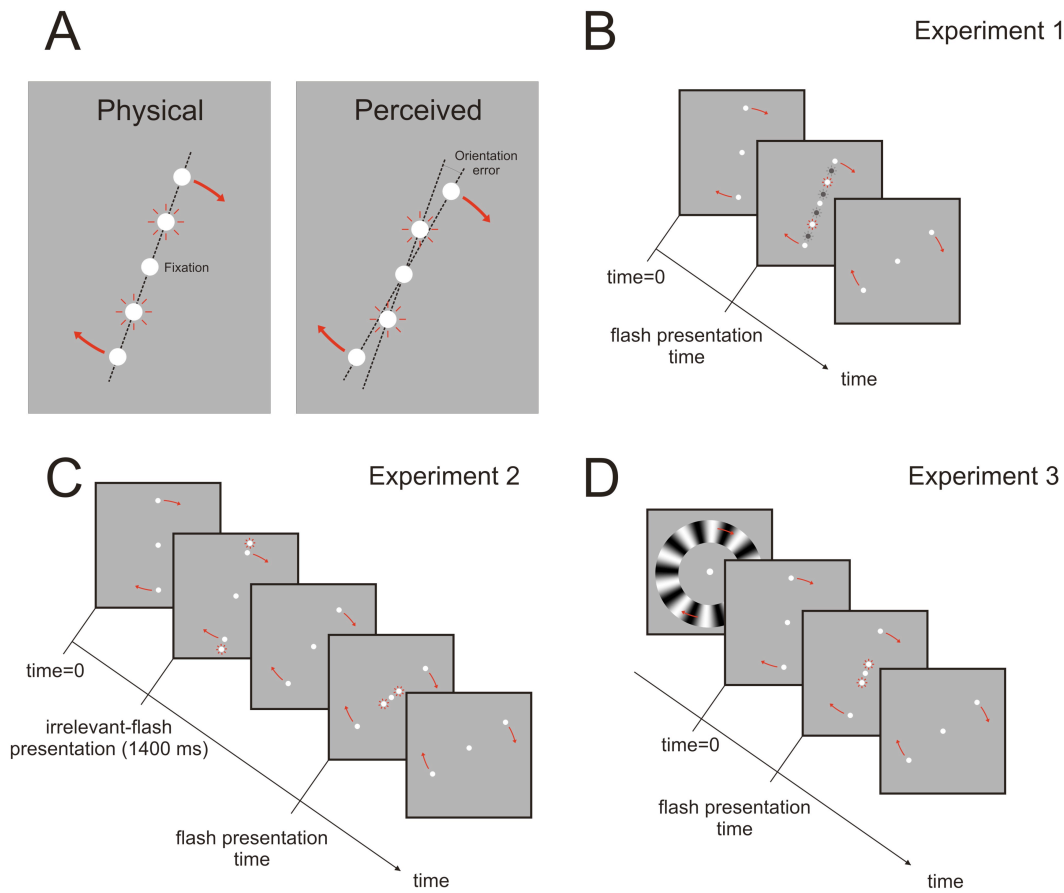 A
Physical
Fixation
Perceived
Orientation
error
B
Experiment 1
time=0
flash presentation
time
time
C
Experiment 2
time=0
irrelevant-flash
presentation (1400 ms)
flash presentation
time
time
D
Experiment 3
time=0
flash presentation
time
time